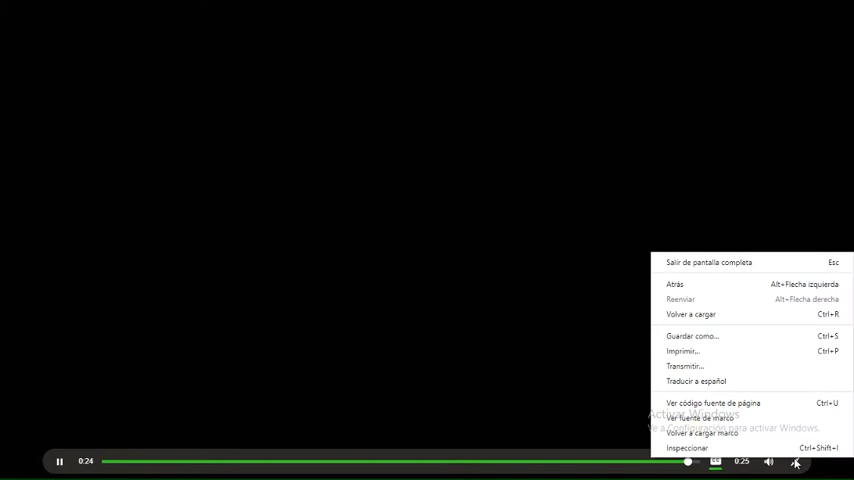 Salir de pantalla completa Esc
Atrás Alt+Flecha izquierda
Reenviar Alt+Flecha derecha
Volver a cargar Ctrl+R
Guardar como... Ctrl+S
Imprimir... Ctrl+P
Transmitir...
Traducir a español
Ver código fuente de página Ctrl+U
Activar Windows
Ver fuente de marco
Ve a Configuración para activar Windows.
Volver a cargar marco
Inspeccionar Ctrl+Shift+I
0:24 CC 0:25